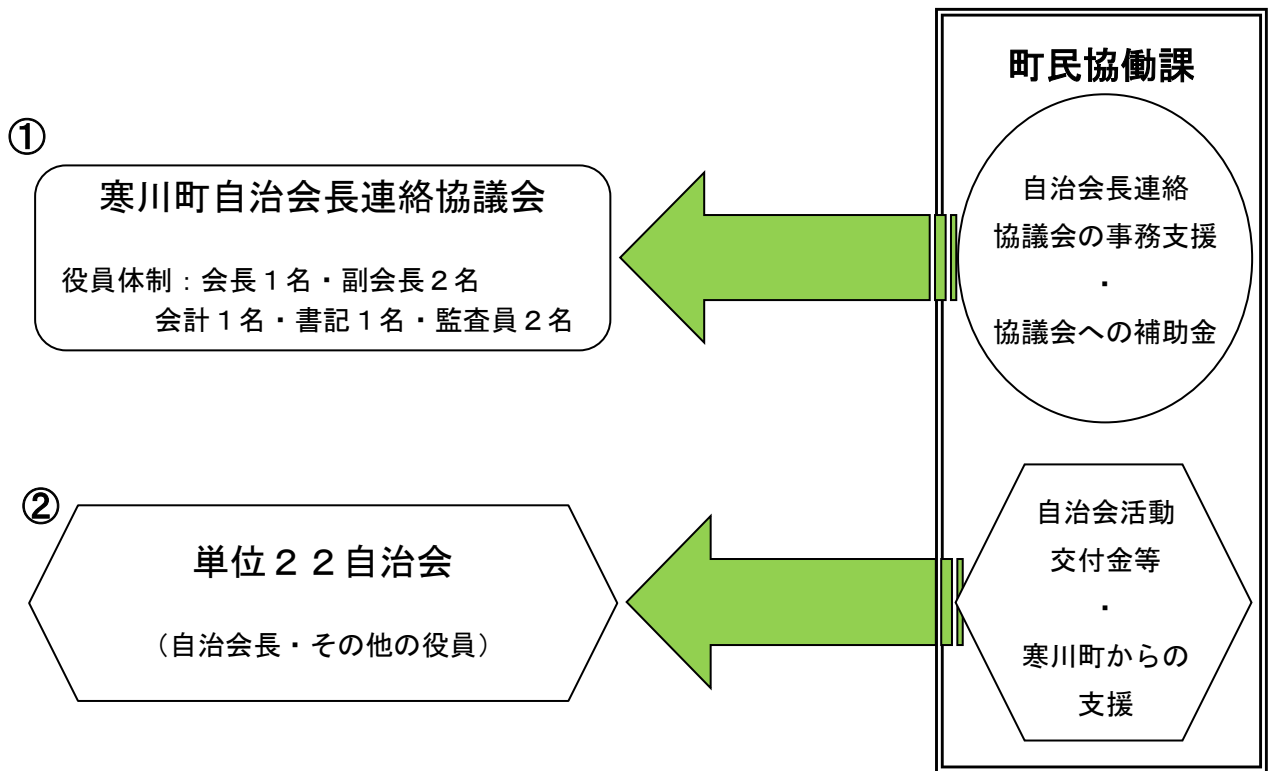 町民協働課
①
寒川町自治会長連絡協議会
役員体制：会長１名・副会長２名
会計１名・書記１名・監査員２名
自治会長連絡
協議会の事務支援
・
協議会への補助金
②
単位２２自治会
（自治会長・その他の役員）
自治会活動
交付金等
・
寒川町からの
支援